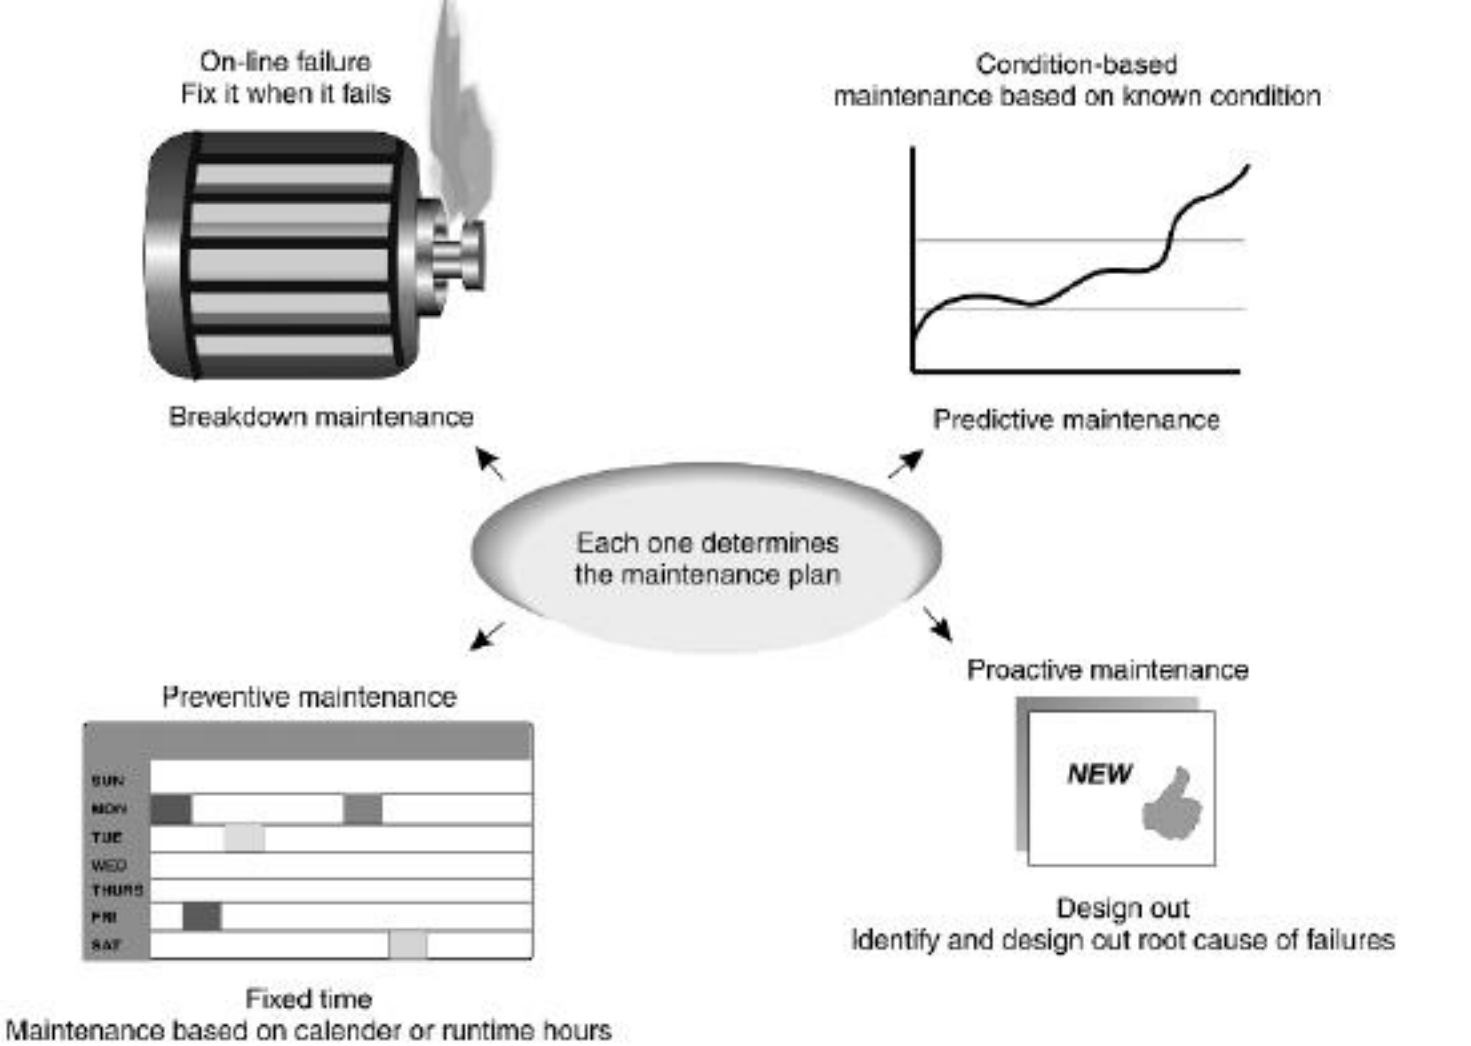 On-line failure
Fix it when it fails
Breakdown maintenance
Condition-based
maintenance based on known condition
Predictive maintenance
Each one determines
the maintenance plan
Preventive maintenance
SUN
MON
TUE
WED
THURS
FRI
SAT
Fixed time
Maintenance based on calender or runtime hours
Proactive maintenance
NEW
Design out
Identify and design out root cause of failures